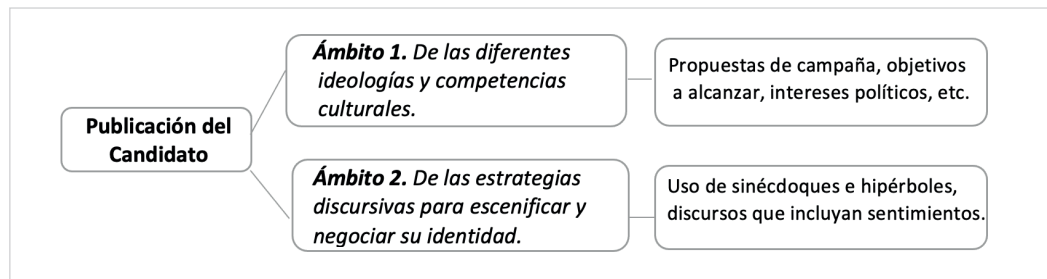 Publicación del
Candidato
Ámbito 1. De las diferentes
ideologías y competencias
culturales.
Propuestas de campaña, objetivos
a alcanzar, intereses políticos, etc.
Ámbito 2. De las estrategias
discursivas para escenificar y
negociar su identidad.
Uso de sinécdoques e hipérboles,
discursos que incluyan sentimientos.